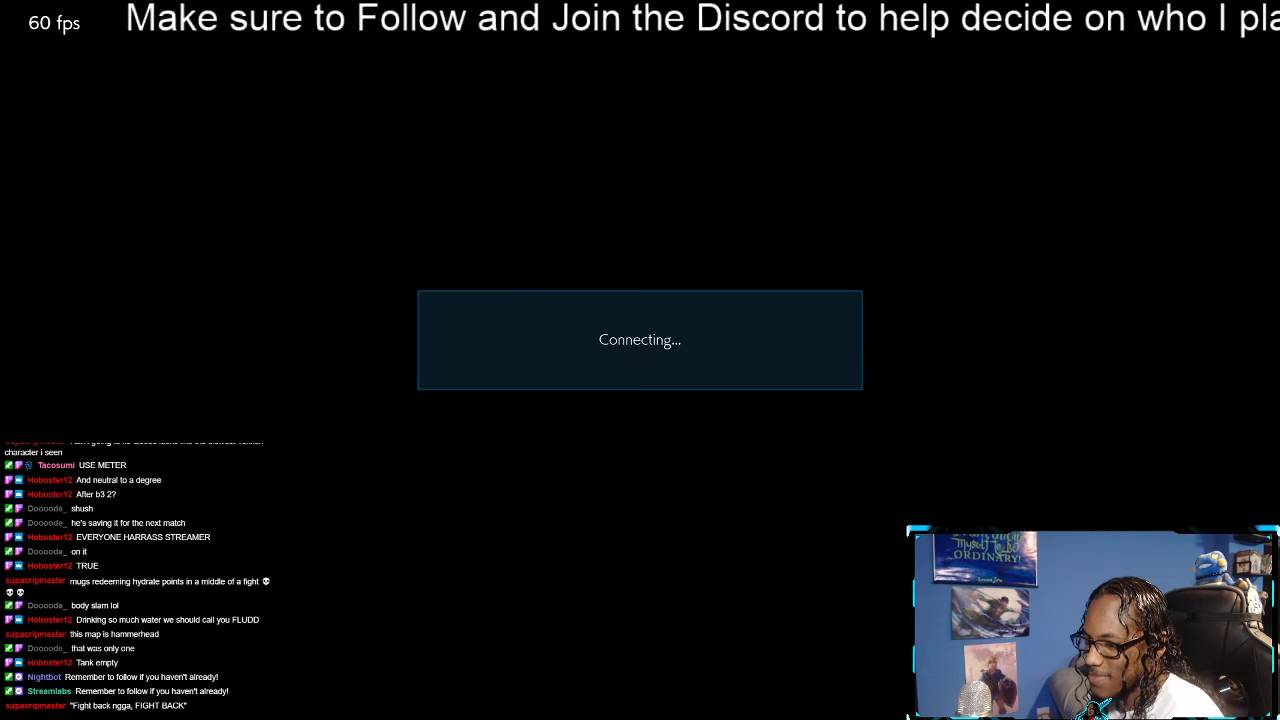 60 fps
Make sure to Follow and Join the Discord to help decide on who I pla
Connecting...
character i seen
Tacosumi USE METER
Hoboster12 And neutral to a degree
Hoboster12 After b3 2?
Doooode_ shush
Doooode_ he's saving it for the next match
Hoboster12 EVERYONE HARRASS STREAMER
Doooode_ on it
Hoboster12 TRUE
supacripmaster mugs redeeming hydrate points in a middle of a fight 💀
💀 💀
Doooode_ body slam lol
Hoboster12 Drinking so much water we should call you FLUDD
supacripmaster this map is hammerhead
Doooode_ that was only one
Hoboster12 Tank empty
Nightbot Remember to follow if you haven't already!
Streamlabs Remember to follow if you haven't already!
supacripmaster "Fight back ngga, FIGHT BACK"
ORDINARY!